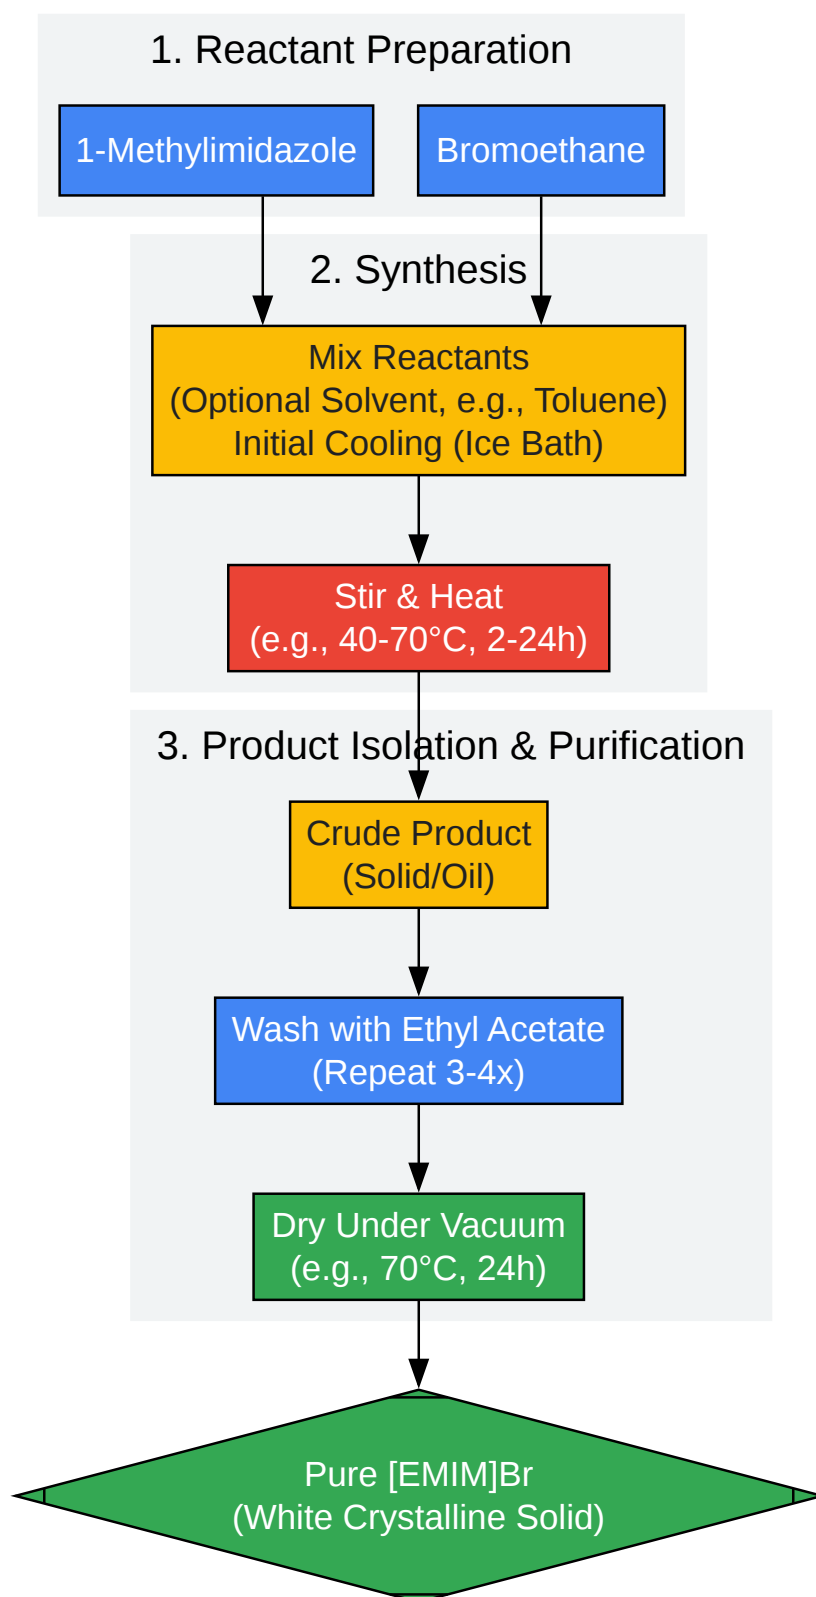 1. Reactant Preparation
1-Methylimidazole
Bromoethane
2. Synthesis
Mix Reactants
(Optional Solvent, e.g., Toluene)
Initial Cooling (Ice Bath)
Stir & Heat
(e.g., 40-70°C, 2-24h)
3. Product Isolation & Purification
Crude Product
(Solid/Oil)
Wash with Ethyl Acetate
(Repeat 3-4x)
Dry Under Vacuum
(e.g., 70°C, 24h)
Pure [EMIM]Br
(White Crystalline Solid)